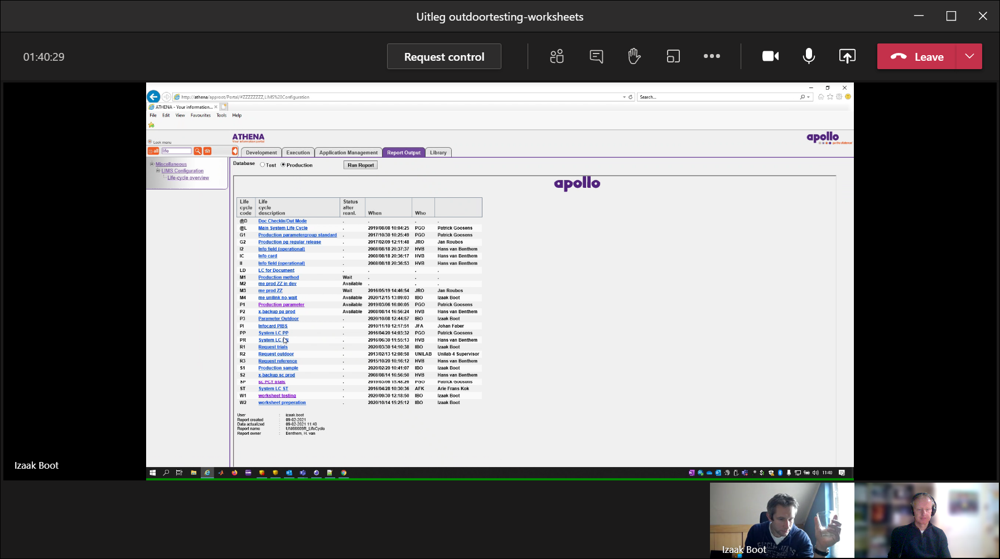 Uitleg outdoortesting-worksheets
01:40:29
Request control
Leave
http://athena/approot/Portal/#ZZZZZZZZ,LIMS%20Configuration
Search...
ATHENA - Your information...
File Edit View Favourites Tools Help
Look menu
ATHENA
Your information portal
apollo
go the distance!
all life
Development Execution Application Management Report Output Library
Miscellaneous
LIMS Configuration
Life-cycle overview
Database Test Production Run Report
apollo
Life cycle code Life cycle description Status after reanl. When Who
@D Doc CheckIn/Out Mode . . . .
@L Main System Life Cycle . 2019/08/08 10:04:25 PGO Patrick Goosens
G1 Production parametergroup standard . 2017/10/30 10:25:49 PGO Patrick Goosens
G2 Production pg regular release . 2017/02/09 12:11:48 JRO Jan Roubos
I2 Info field (operational) . 2008/08/18 20:37:37 HVB Hans van Benthem
IC Info card . 2008/08/18 20:36:17 HVB Hans van Benthem
II Info field (operational) . 2008/08/18 20:36:53 HVB Hans van Benthem
LD LC for Document . . . .
M1 Production method Wait . . .
M2 me prod ZZ in dev Available . . .
M3 me prod ZZ Wait 2016/05/19 14:46:54 JRO Jan Roubos
M4 me unilink no-wait Available 2020/12/15 13:09:03 IBO Izaak Boot
P1 Production parameter Available 2019/03/06 16:00:05 PGO Patrick Goosens
P2 x-backup pa prod Available 2008/08/14 16:56:24 HVB Hans van Benthem
P3 Parameter Outdoor . 2020/10/08 12:44:57 IBO Izaak Boot
PI Infocard PIBS . 2010/11/10 12:17:51 JFA Johan Faber
PP System LC PP . 2016/04/20 14:03:32 PGO Patrick Goosens
PR System LC . 2016/06/30 11:55:13 HVB Hans van Benthem
R1 Request trials . 2020/03/30 14:10:38 IBO Izaak Boot
R2 Request outdoor . 2013/02/13 12:08:58 UNILAB Unilab 4 Supervisor
R3 Request reference . 2015/10/20 10:16:12 HVB Hans van Benthem
S1 Production sample . 2020/02/20 10:41:07 IBO Izaak Boot
S2 x-backup sc prod . 2008/08/14 16:56:50 HVB Hans van Benthem
SP sc PCT trials . 2019/03/06 15:48:26 PGO Patrick Goosens
ST System LC ST . 2016/04/28 10:30:36 AFK Arie Frans Kok
W1 worksheet testing . 2020/09/30 12:18:50 IBO Izaak Boot
W2 worksheet preperation . 2020/10/14 15:25:12 IBO Izaak Boot
User : izaak.boot
Report created : 09-02-2021
Data actualized : 09-02-2021 11:40
Report name : UNI00009R_LifeCycle
Report owner : Benthem, H. van
Izaak Boot
11:40
Izaak Boot